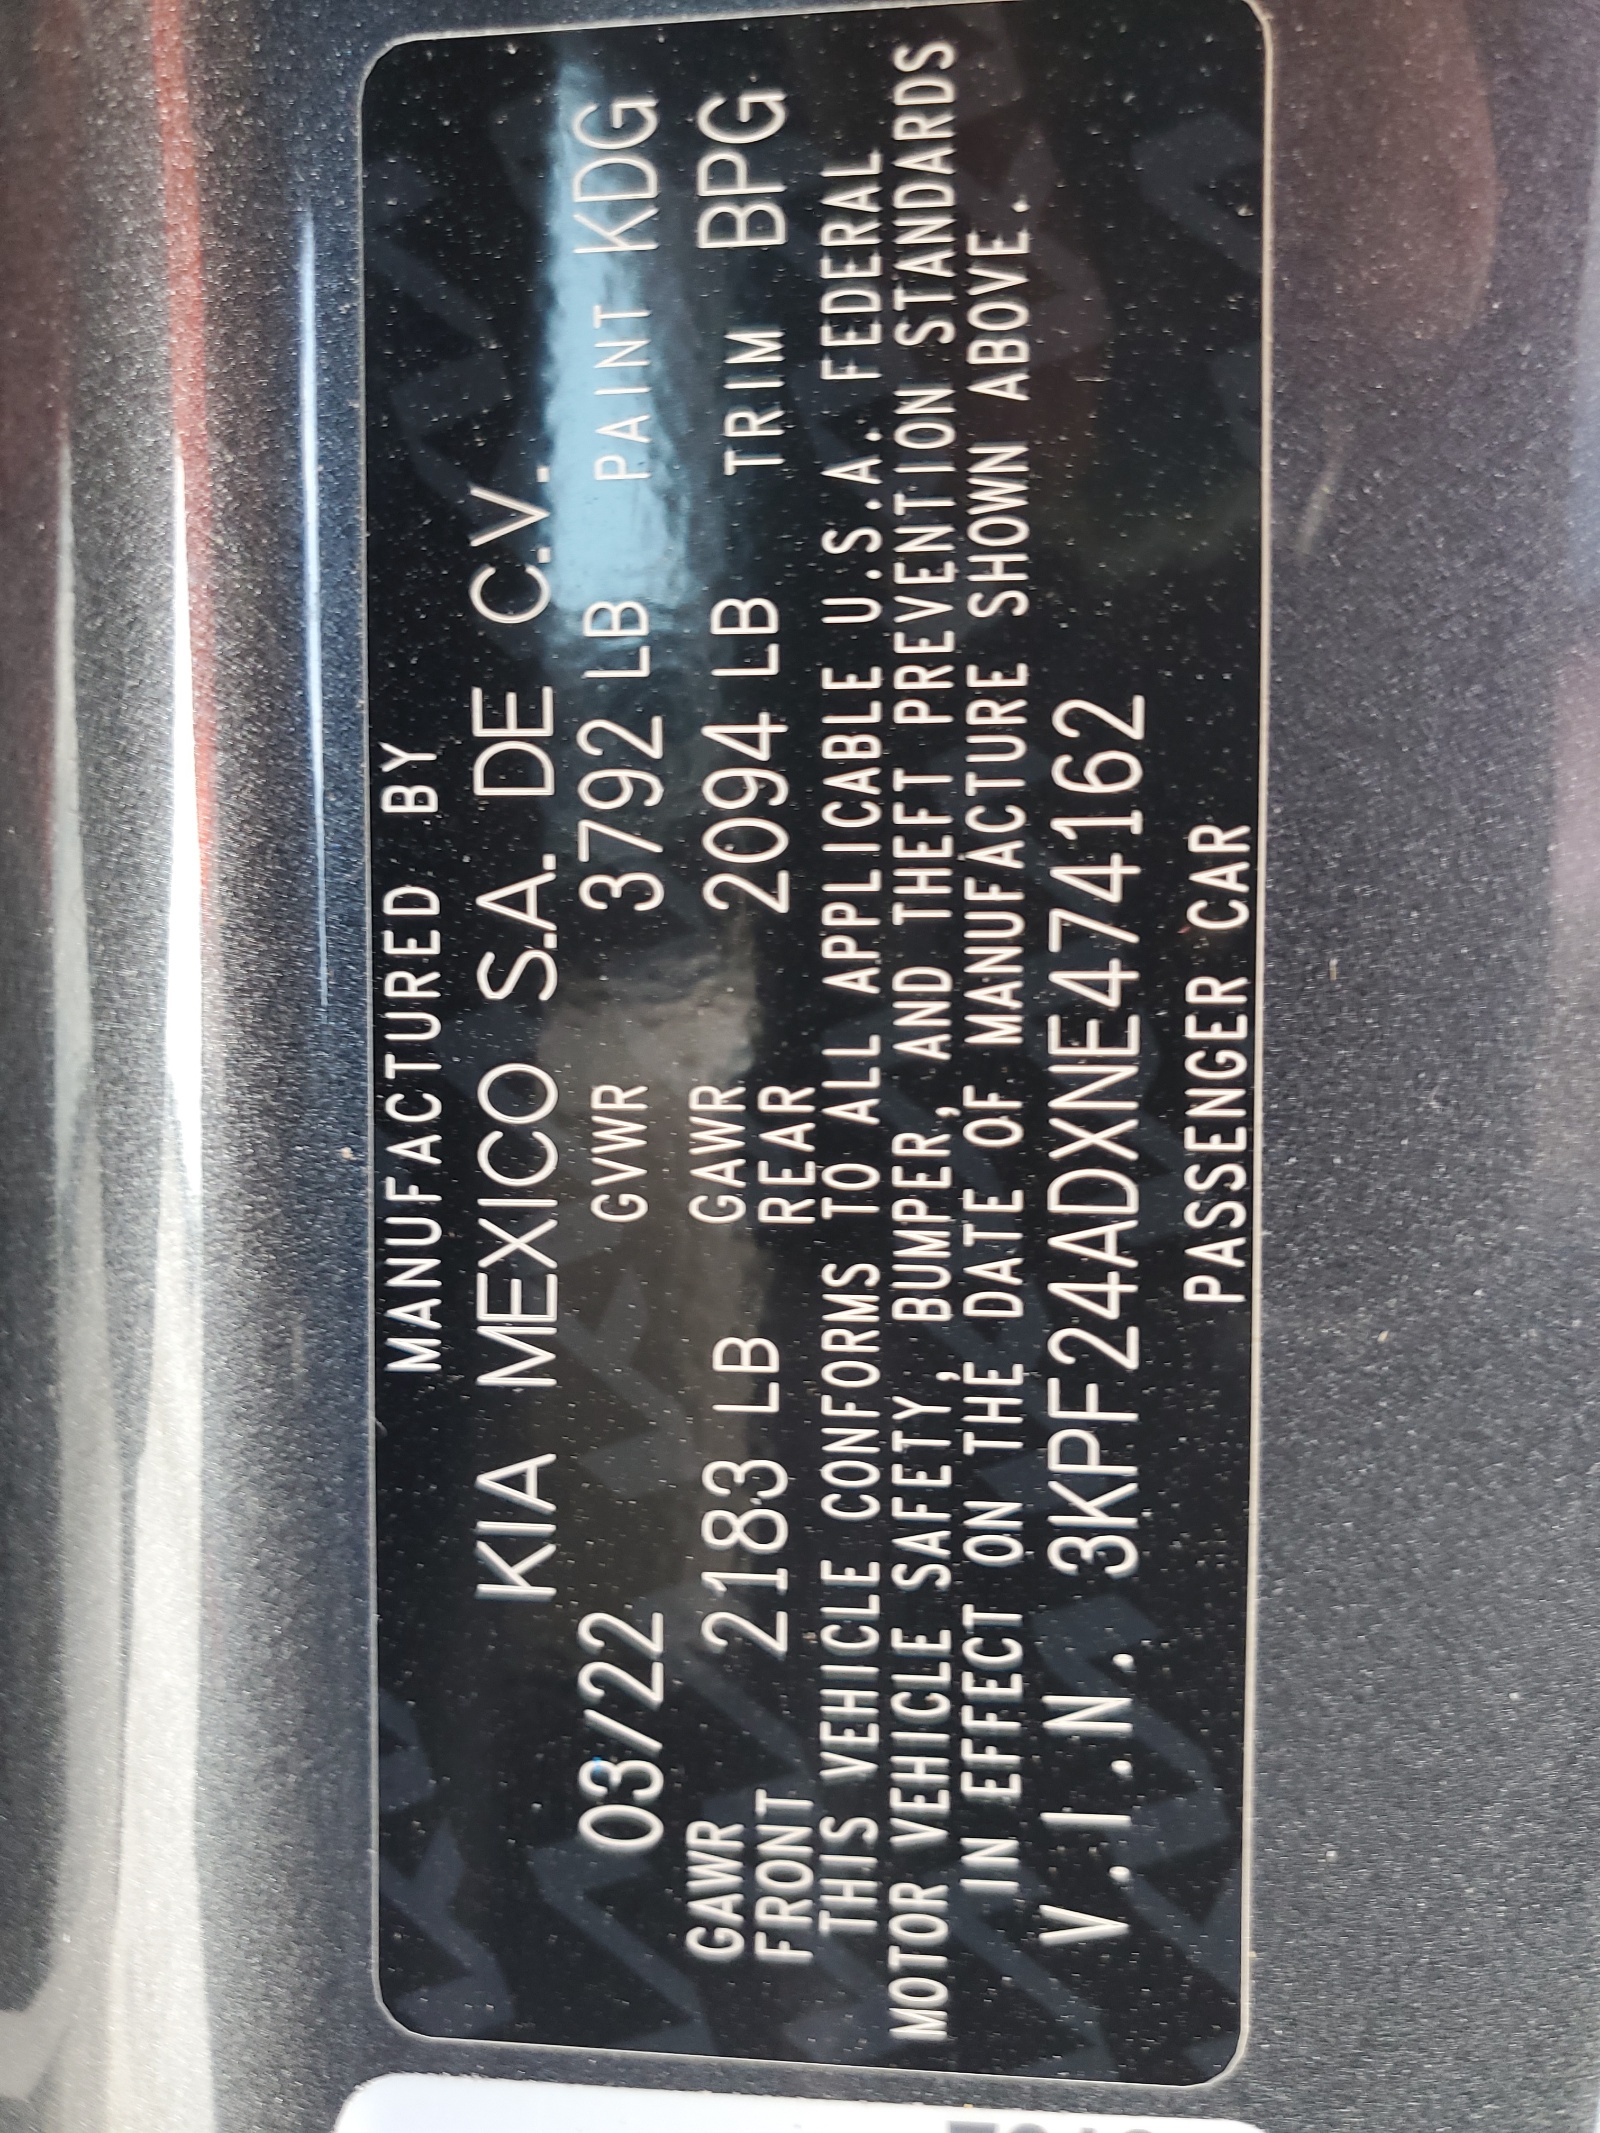 MANUFACTURED BY
KIA MEXICO S.A. DE C.V.
03/22 GVWR 3792 LB PAINT KDG
GAWR FRONT 2183 LB GAWR REAR 2094 LB TRIM BPG
THIS VEHICLE CONFORMS TO ALL APPLICABLE U.S.A. FEDERAL
MOTOR VEHICLE SAFETY, BUMPER, AND THEFT PREVENTION STANDARDS
IN EFFECT ON THE DATE OF MANUFACTURE SHOWN ABOVE.
V.I.N. 3KPF24ADXNE474162
PASSENGER CAR